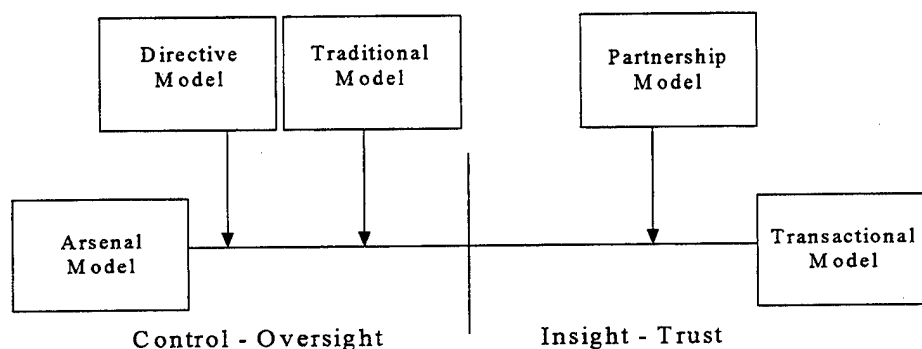 Directive
Model
Traditional
Model
Partnership
Model
Arsenal
Model
Transactional
Model
Control - Oversight
Insight - Trust